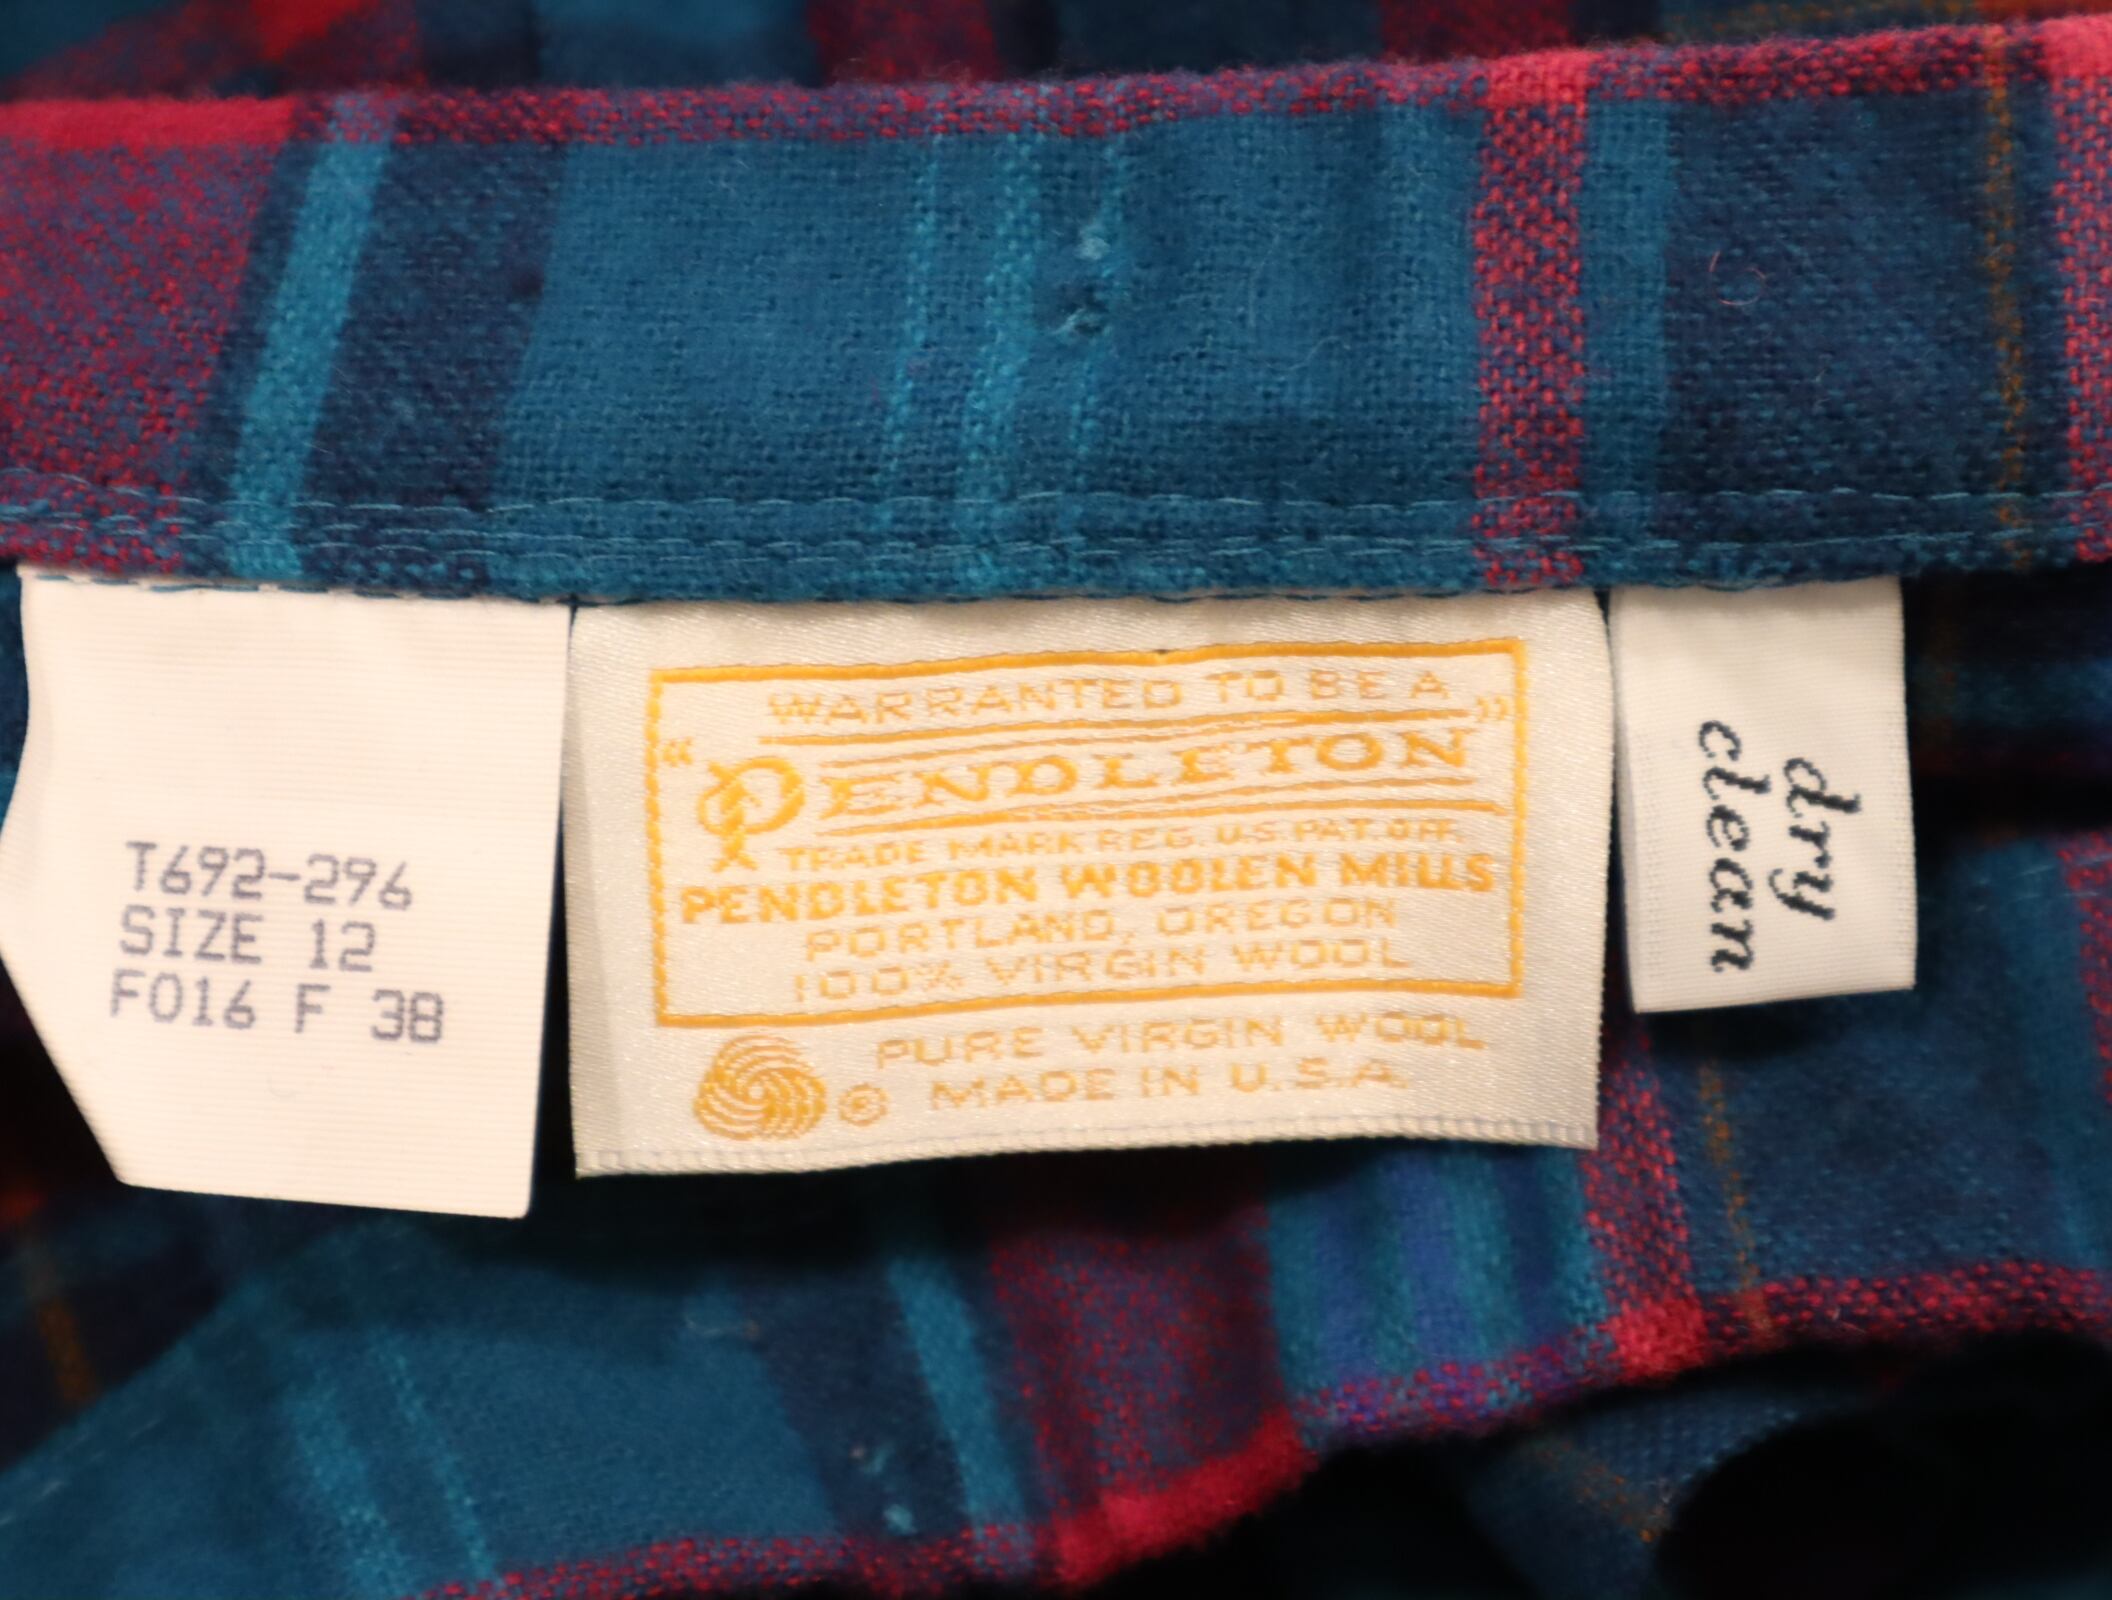 T692-296
SIZE 12
F016 F 38
WARRANTED TO BE A
"PENDLETON"
TRADE MARK REG. U.S. PAT. OFF.
PENDLETON WOOLEN MILLS
PORTLAND, OREGON
100% VIRGIN WOOL
PURE VIRGIN WOOL
® MADE IN U.S.A.
dry
clean